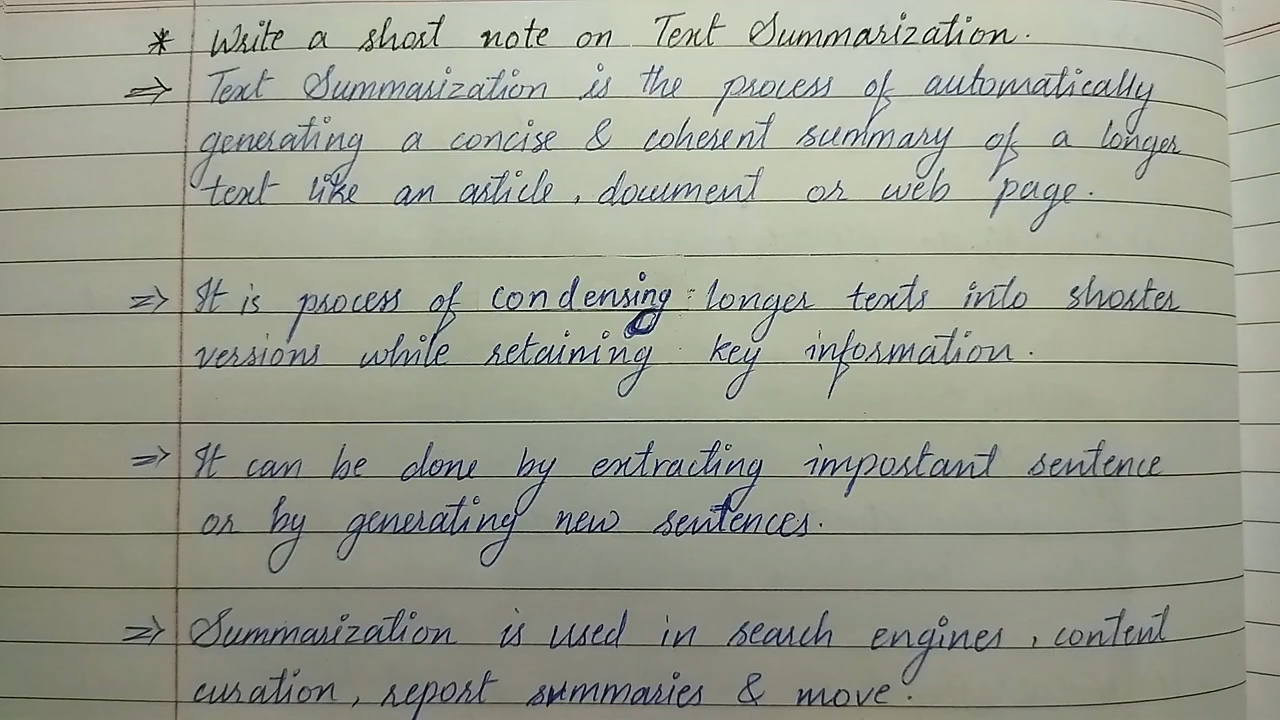 * Write a short note on Text Summarization.
⇒ Text Summarization is the process of automatically
generating a concise & coherent summary of a longer
text like an article, document or web page.
⇒ It is process of condensing longer texts into shorter
versions while retaining key information.
⇒ It can be done by extracting important sentence
or by generating new sentences.
⇒ Summarization is used in search engines, content
curation, report summaries & move.